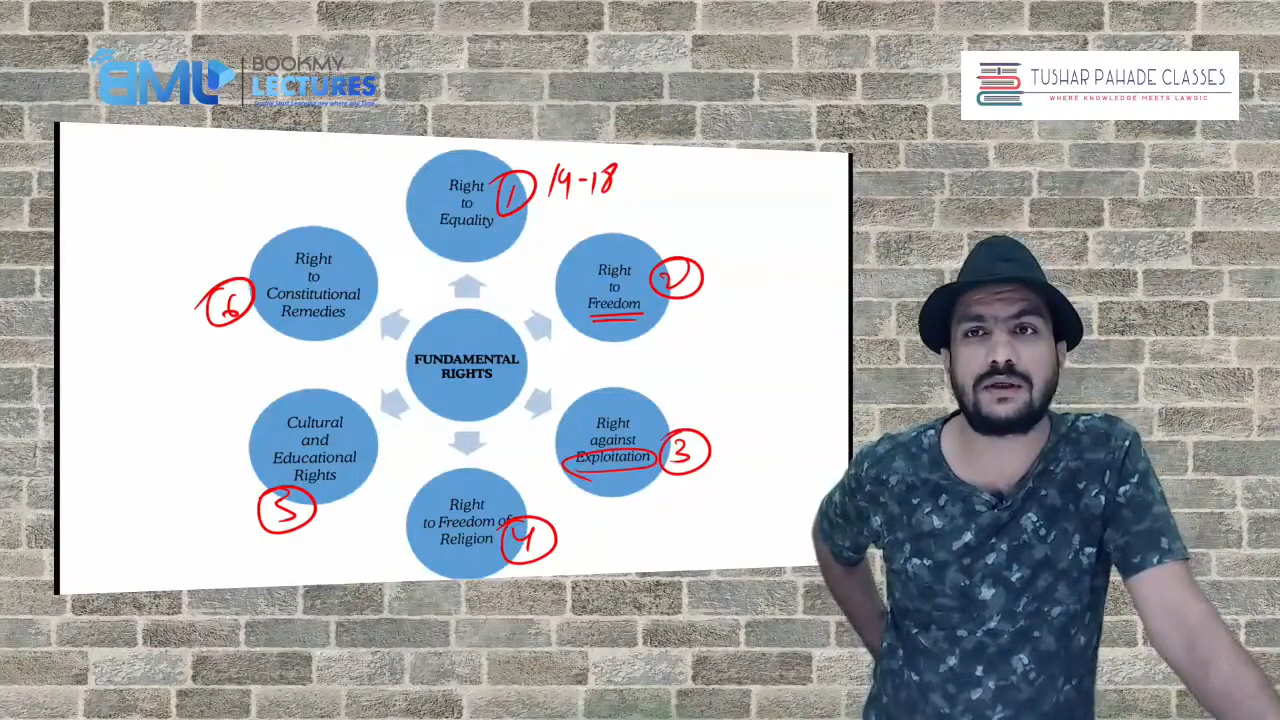 BML
BOOKMY
LECTURES
TUSHAR PAHADE CLASSES
WHERE KNOWLEDGE MEETS LAWGIC
Right
to
Equality
1
14-18
Right
to
Freedom
2
Right
against
Exploitation
3
Right
to Freedom of
Religion
4
Cultural
and
Educational
Rights
3
Right
to
Constitutional
Remedies
6
FUNDAMENTAL
RIGHTS